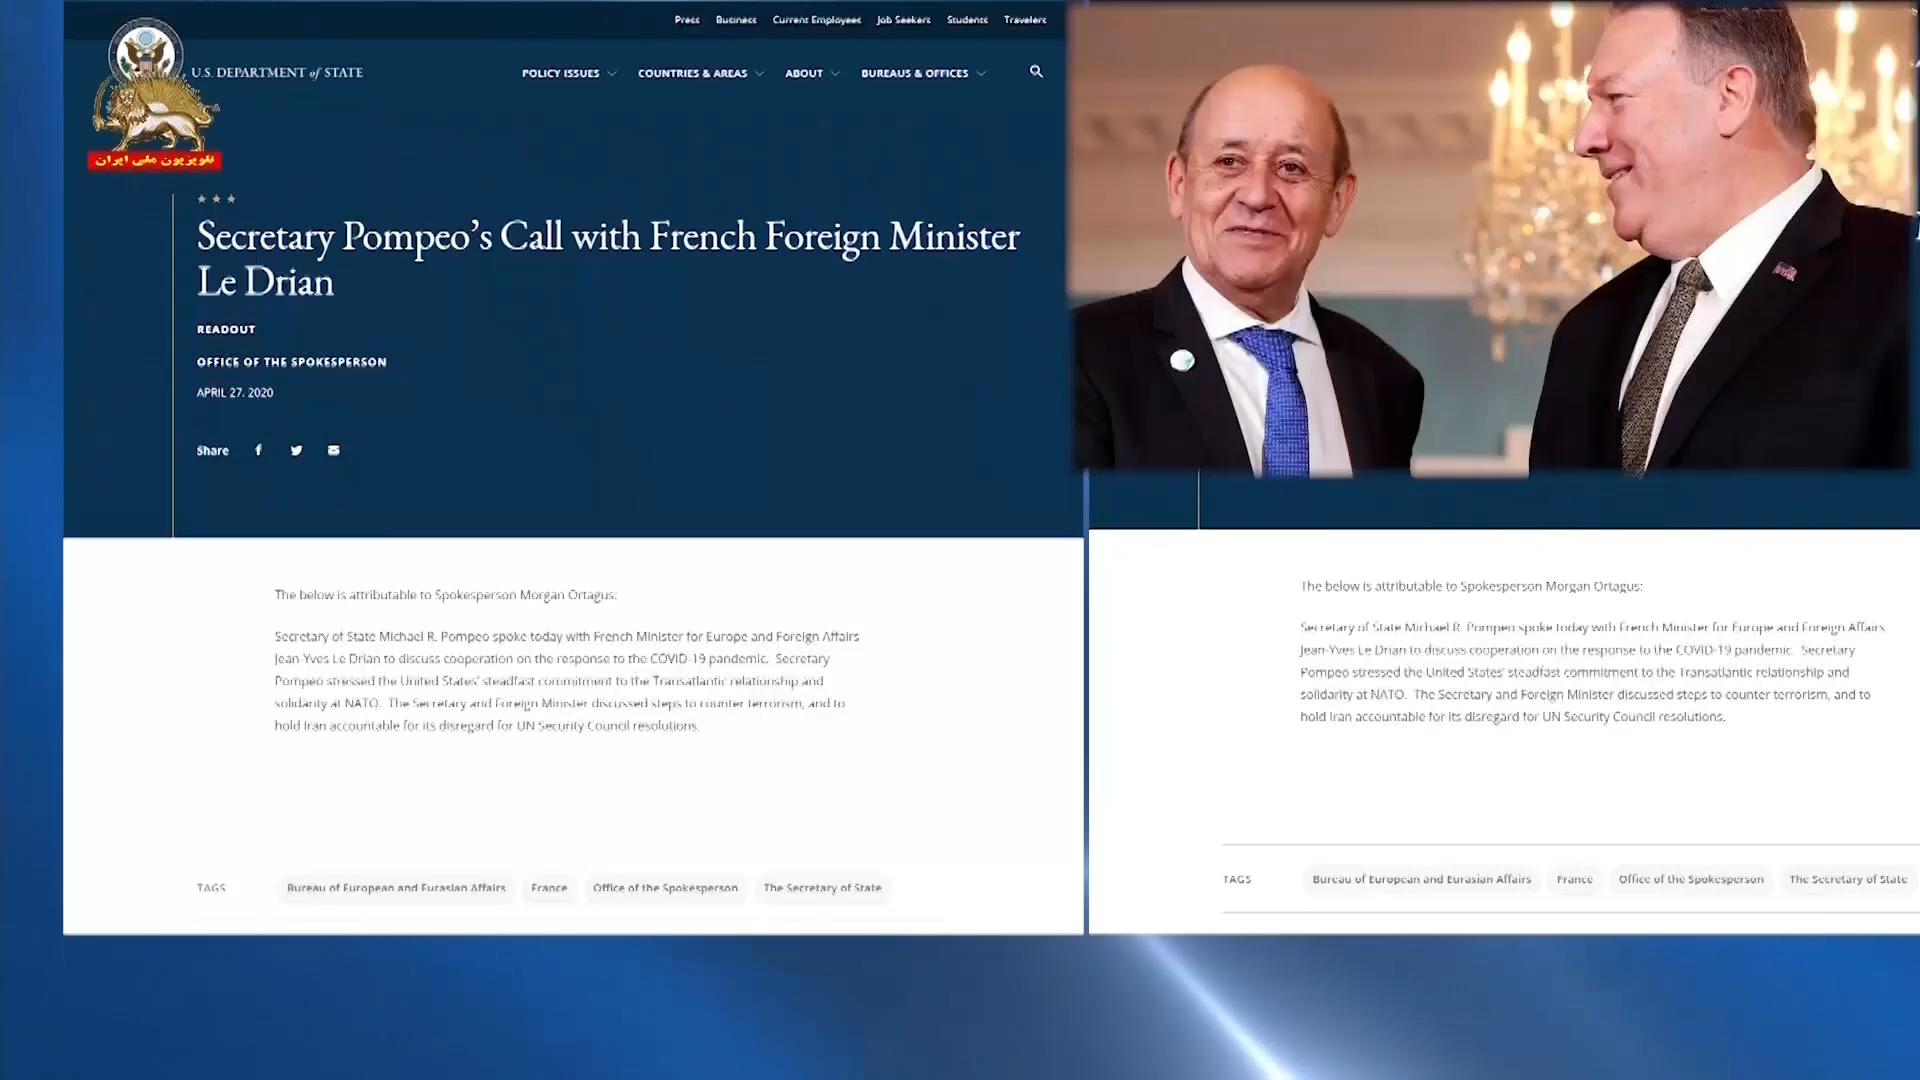 Press Business Current Employees Job Seekers Students Travelers
U.S. DEPARTMENT of STATE
POLICY ISSUES COUNTRIES & AREAS ABOUT BUREAUS & OFFICES
تلویزیون ملی ایران
Secretary Pompeo’s Call with French Foreign Minister
Le Drian
READOUT
OFFICE OF THE SPOKESPERSON
APRIL 27, 2020
Share
The below is attributable to Spokesperson Morgan Ortagus:
Secretary of State Michael R. Pompeo spoke today with French Minister for Europe and Foreign Affairs
Jean-Yves Le Drian to discuss cooperation on the response to the COVID-19 pandemic. Secretary
Pompeo stressed the United States’ steadfast commitment to the Transatlantic relationship and
solidarity at NATO. The Secretary and Foreign Minister discussed steps to counter terrorism, and to
hold Iran accountable for its disregard for UN Security Council resolutions.
TAGS Bureau of European and Eurasian Affairs France Office of the Spokesperson The Secretary of State
The below is attributable to Spokesperson Morgan Ortagus:
Secretary of State Michael R. Pompeo spoke today with French Minister for Europe and Foreign Affairs
Jean-Yves Le Drian to discuss cooperation on the response to the COVID-19 pandemic. Secretary
Pompeo stressed the United States’ steadfast commitment to the Transatlantic relationship and
solidarity at NATO. The Secretary and Foreign Minister discussed steps to counter terrorism, and to
hold Iran accountable for its disregard for UN Security Council resolutions.
TAGS Bureau of European and Eurasian Affairs France Office of the Spokesperson The Secretary of State